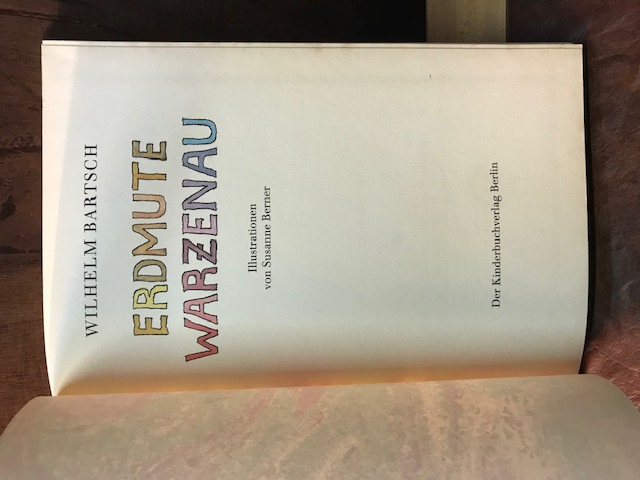 WILHELM BARTSCH
ERDMUTE
WARZENAU
Illustrationen
von Susanne Berner
Der Kinderbuchverlag Berlin